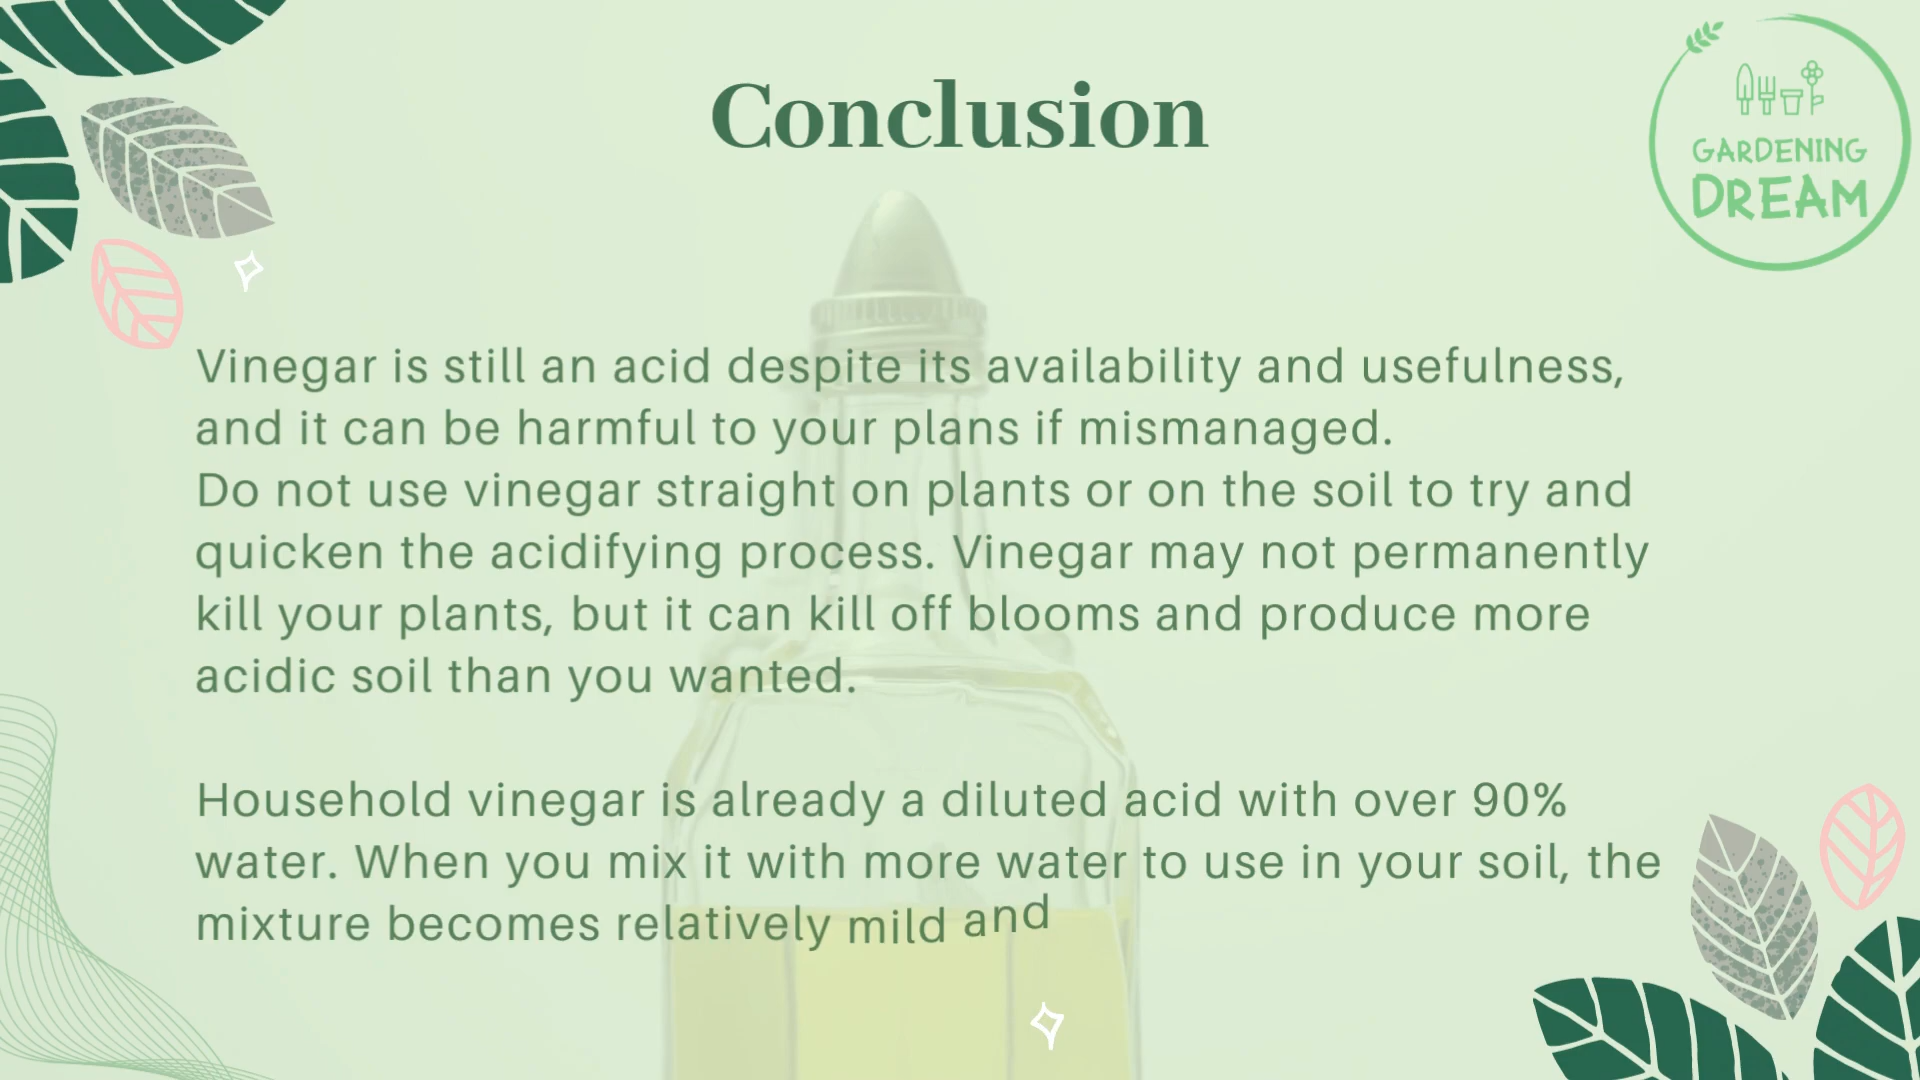 Conclusion
GARDENING
DREAM
Vinegar is still an acid despite its availability and usefulness,
and it can be harmful to your plans if mismanaged.
Do not use vinegar straight on plants or on the soil to try and
quicken the acidifying process. Vinegar may not permanently
kill your plants, but it can kill off blooms and produce more
acidic soil than you wanted.
Household vinegar is already a diluted acid with over 90%
water. When you mix it with more water to use in your soil, the
mixture becomes relatively mild and